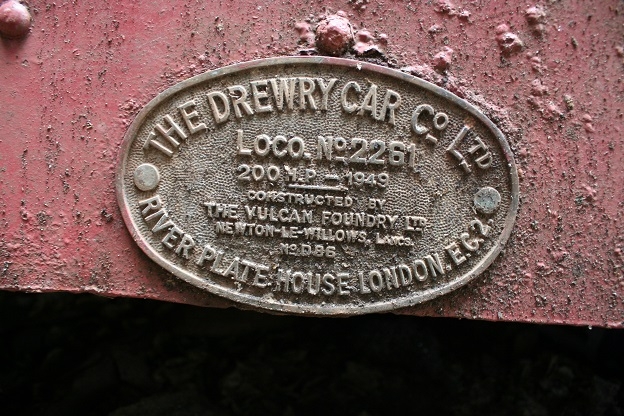 THE DREWRY CAR Co LTD
LOCO. No 2261
200 H.P. – 1949
CONSTRUCTED BY
THE VULCAN FOUNDRY LTD
NEWTON-LE-WILLOWS, LANCS.
No. D86
RIVER PLATE HOUSE LONDON. E.C.2.